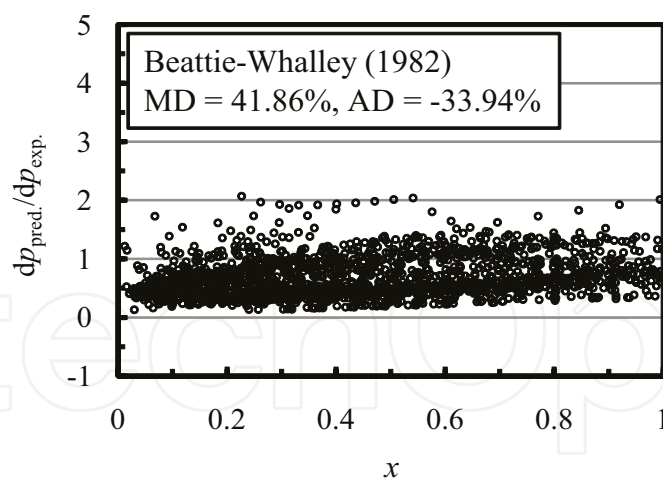 5
Beattie-Whalley (1982)
MD = 41.86%, AD = -33.94%
4
3
2
1
0
-1
dp_pred./dp_exp.
0 0.2 0.4 0.6 0.8 1
x
techOp